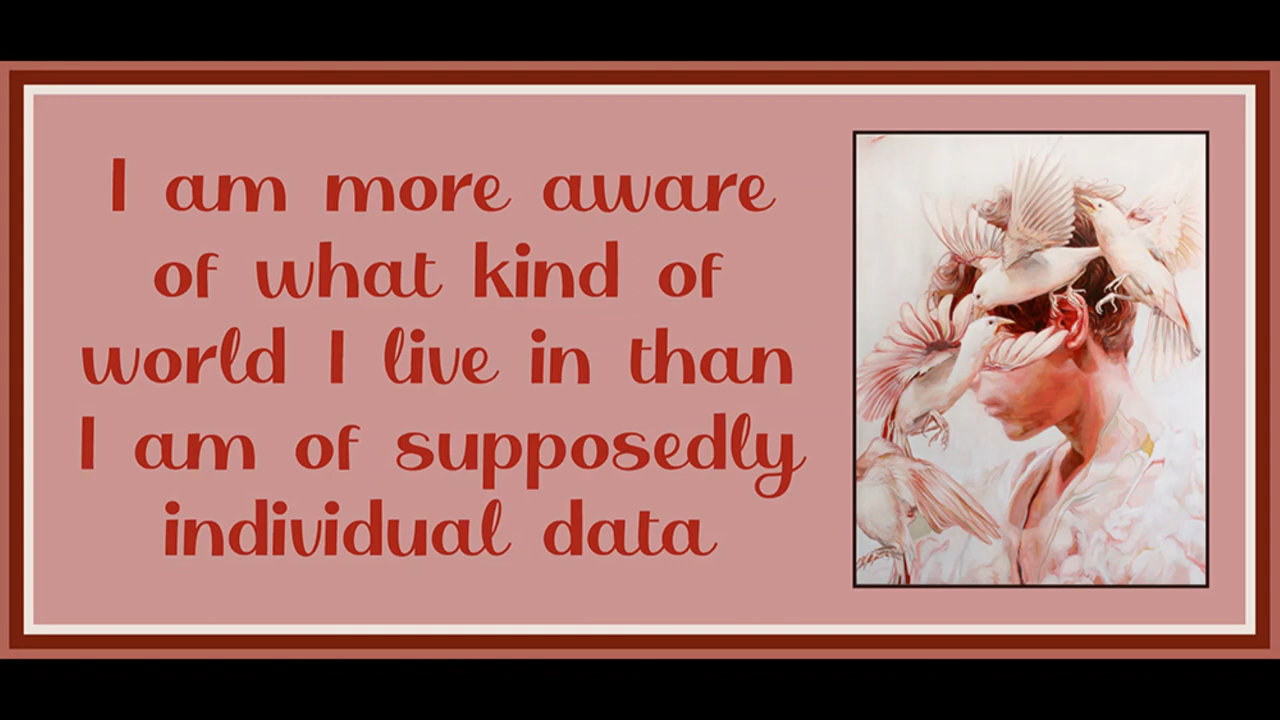 I am more aware
of what kind of
world I live in than
I am of supposedly
individual data